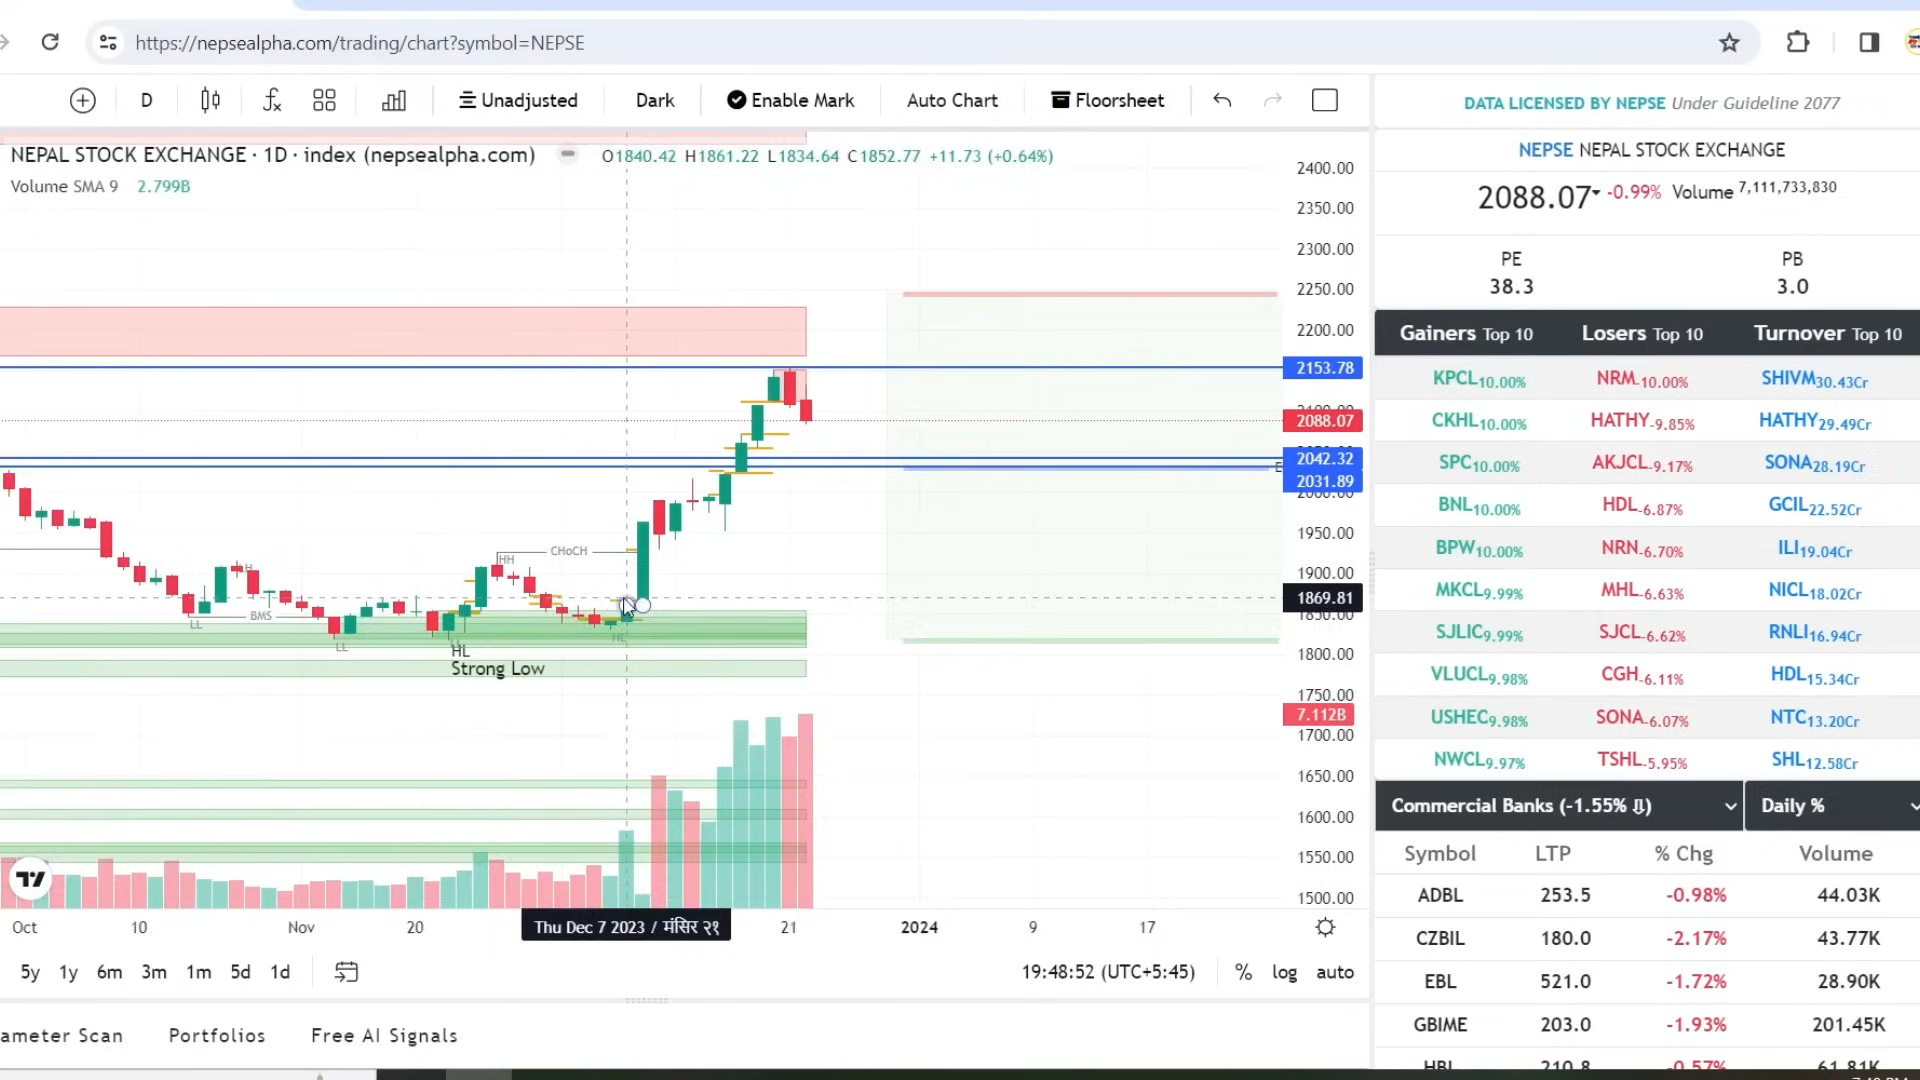 https://nepsealpha.com/trading/chart?symbol=NEPSE
D Unadjusted Dark Enable Mark Auto Chart Floorsheet
NEPAL STOCK EXCHANGE · 1D · index (nepsealpha.com) O1840.42 H1861.22 L1834.64 C1852.77 +11.73 (+0.64%)
Volume SMA 9 2.799B
2400.00
2350.00
2300.00
2250.00
2200.00
2153.78
2088.07
2042.32
2031.89
2000.00
1950.00
1900.00
1869.81
1850.00
1800.00
1750.00
7.112B
1700.00
1650.00
1600.00
1550.00
1500.00
HH CHoCH
LL BMS
LL
HL
HL
Strong Low
Oct 10 Nov 20 Thu Dec 7 2023 / मंसिर २१ 21 2024 9 17
5y 1y 6m 3m 1m 5d 1d 19:48:52 (UTC+5:45) % log auto
ameter Scan Portfolios Free AI Signals
DATA LICENSED BY NEPSE Under Guideline 2077
NEPSE NEPAL STOCK EXCHANGE
2088.07 -0.99% Volume 7,111,733,830
PE PB
38.3 3.0
Gainers Top 10 Losers Top 10 Turnover Top 10
KPCL10.00% NRM-10.00% SHIVM30.43Cr
CKHL10.00% HATHY-9.85% HATHY29.49Cr
SPC10.00% AKJCL-9.17% SONA28.19Cr
BNL10.00% HDL-6.87% GCIL22.52Cr
BPW10.00% NRN-6.70% ILI19.04Cr
MKCL9.99% MHL-6.63% NICL18.02Cr
SJLIC9.99% SJCL-6.62% RNLI16.94Cr
VLUCL9.98% CGH-6.11% HDL15.34Cr
USHEC9.98% SONA-6.07% NTC13.20Cr
NWCL9.97% TSHL-5.95% SHL12.58Cr
Commercial Banks (-1.55% ⇩) Daily %
Symbol LTP % Chg Volume
ADBL 253.5 -0.98% 44.03K
CZBIL 180.0 -2.17% 43.77K
EBL 521.0 -1.72% 28.90K
GBIME 203.0 -1.93% 201.45K
HBL 210.8 -0.57% 61.81K